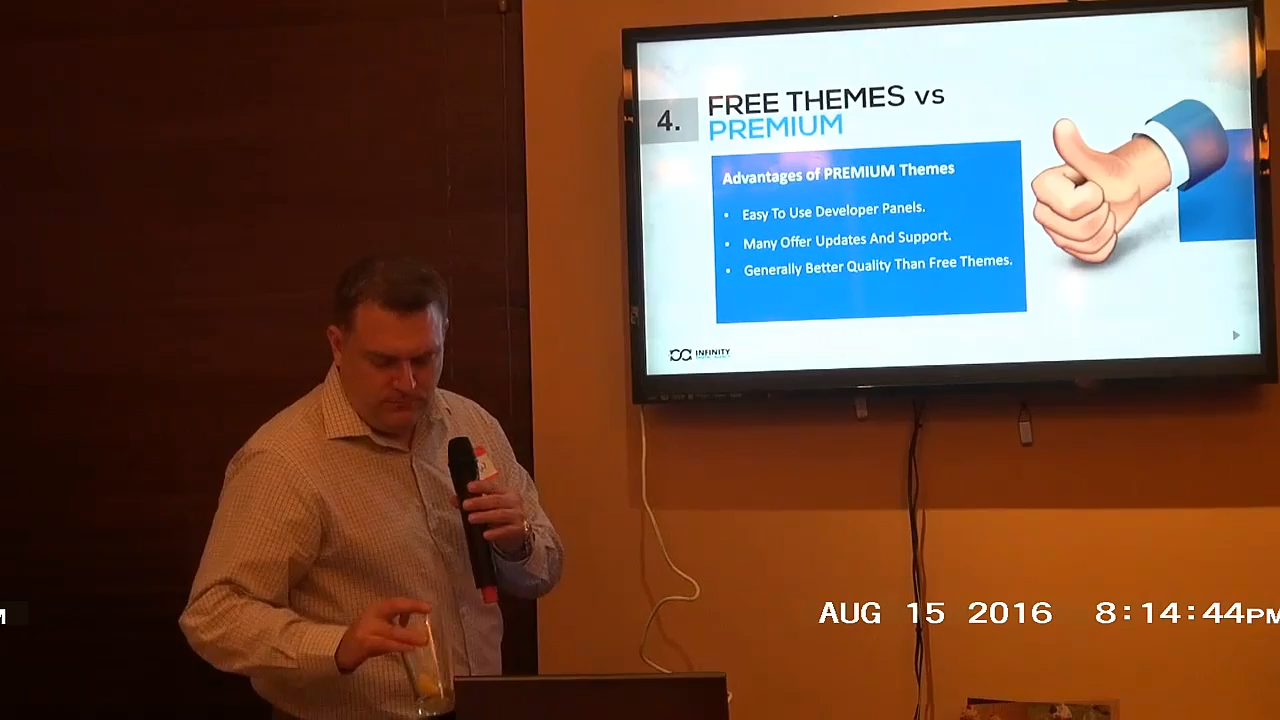 4.
FREE THEMES vs
PREMIUM
Advantages of PREMIUM Themes
• Easy To Use Developer Panels.
• Many Offer Updates And Support.
• Generally Better Quality Than Free Themes.
INFINITY
M
AUG 15 2016 8:14:44PM